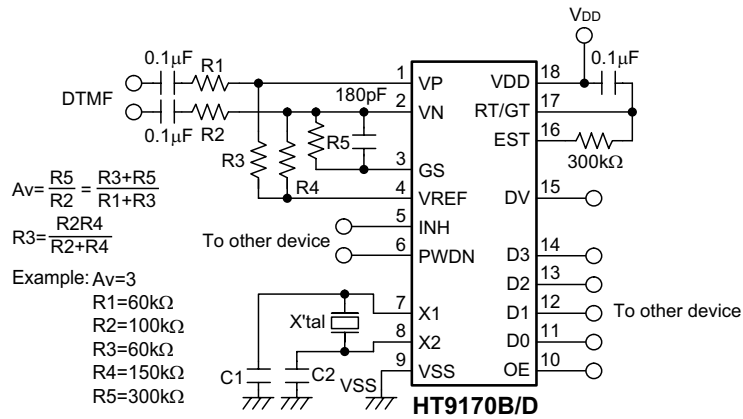 VDD
0.1µF
R1
1
VP
VDD
18
0.1µF
DTMF
180pF
2
VN
RT/GT
17
0.1µF
R2
R5
EST
16
R3
3
GS
300kΩ
R4
4
VREF
DV
15
Av=R5/R2=R3+R5/R1+R3
5
INH
R3=R2R4/R2+R4
To other device
6
PWDN
D3
14
D2
13
Example: Av=3
R1=60kΩ
R2=100kΩ
R3=60kΩ
R4=150kΩ
R5=300kΩ
7
X1
D1
12
To other device
X'tal
8
X2
D0
11
C1
C2
VSS
9
VSS
OE
10
HT9170B/D